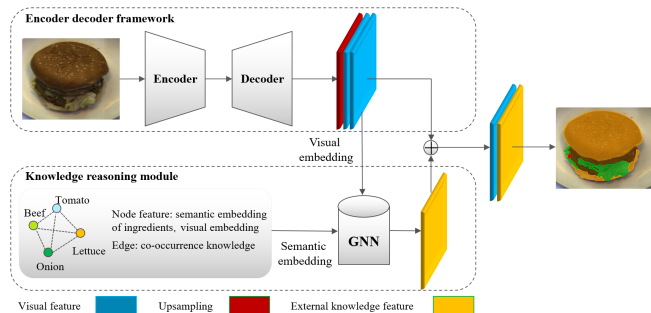 Encoder decoder framework
Encoder
Decoder
Visual
embedding
Knowledge reasoning module
Tomato
Beef
Lettuce
Onion
Node feature: semantic embedding
of ingredients, visual embedding
Edge: co-occurrence knowledge
Semantic
embedding
GNN
Visual feature
Upsampling
External knowledge feature